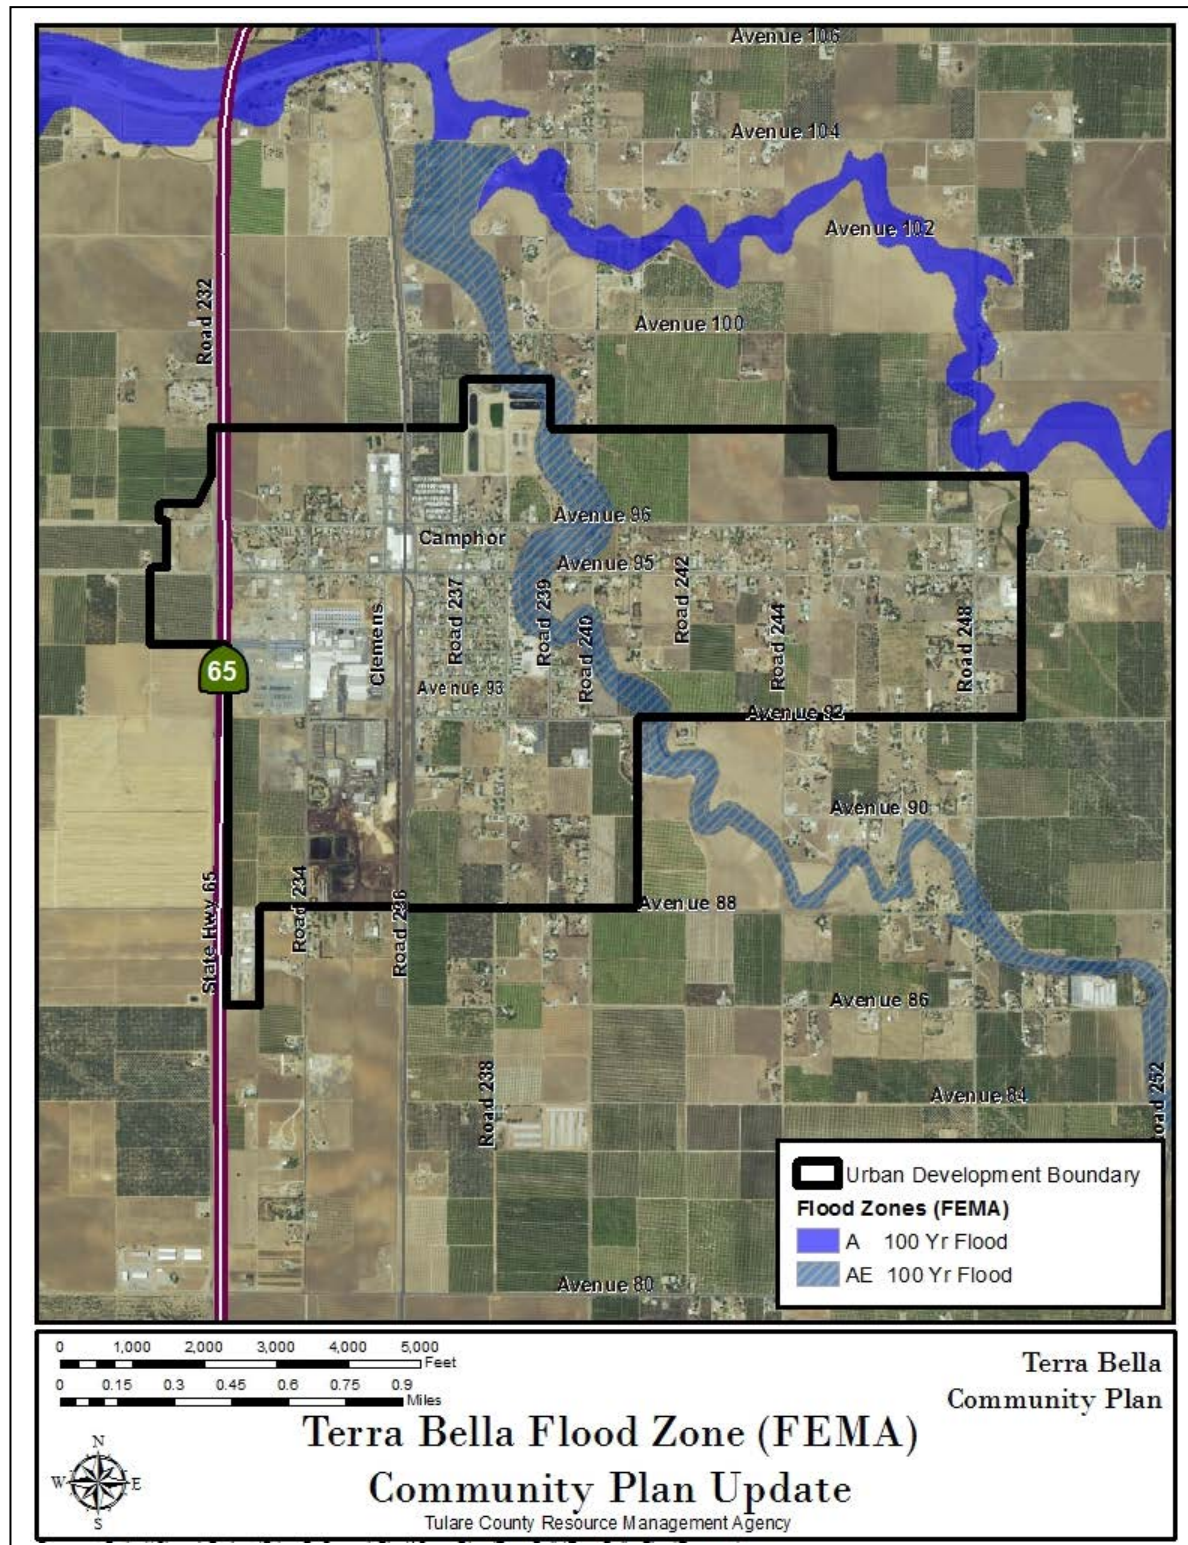 Avenue 106
Avenue 104
Avenue 102
Road 232
Avenue 100
Avenue 96
Camphor
Avenue 95
Road 237
Road 239
Road 240
Road 242
Road 244
Road 248
Clemens
65
Avenue 93
Avenue 92
Avenue 90
State Hwy 65
Road 234
Road 236
Avenue 88
Avenue 86
Road 238
Avenue 84
Road 252
Avenue 80
Urban Development Boundary
Flood Zones (FEMA)
A 100 Yr Flood
AE 100 Yr Flood
0 1,000 2,000 3,000 4,000 5,000
Feet
0 0.15 0.3 0.45 0.6 0.75 0.9
Miles
Terra Bella
Community Plan
Terra Bella Flood Zone (FEMA)
Community Plan Update
Tulare County Resource Management Agency
N
W E
S